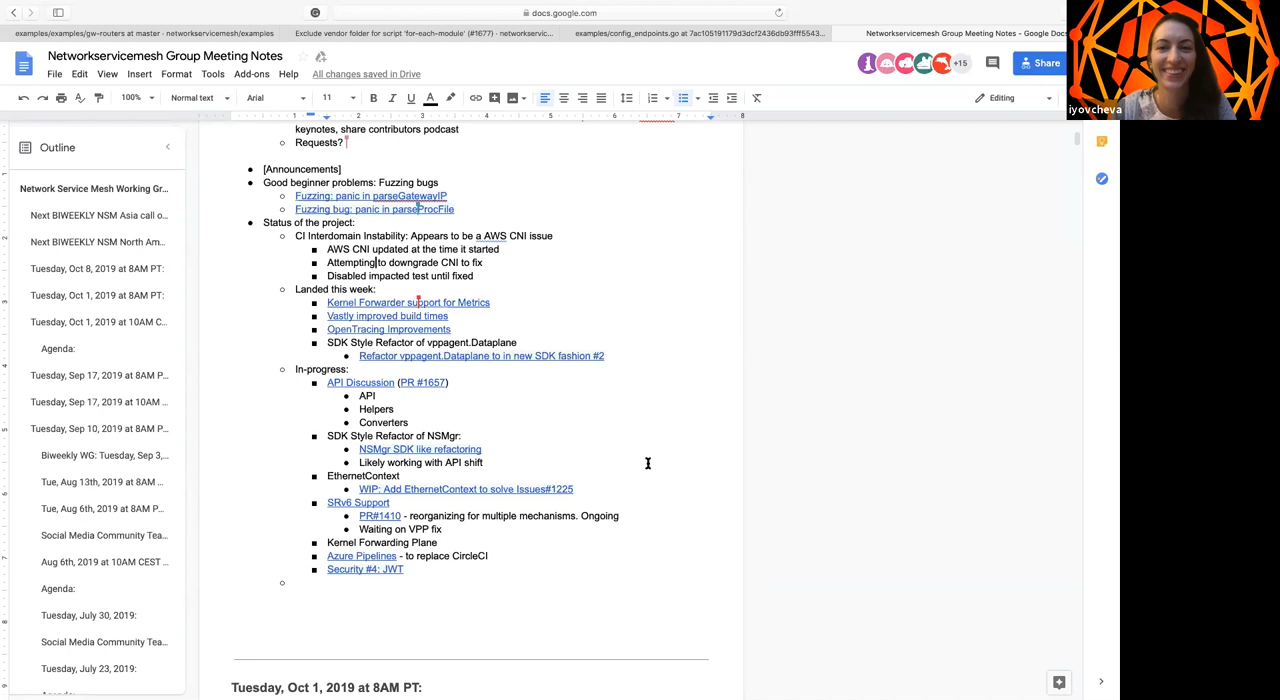 docs.google.com
examples/examples/gw-routers at master · networkservicemesh/examples
Exclude vendor folder for script 'for-each-module' (#1677) · networkservic...
examples/config_endpoints.go at 7ac105191179d3dcf2436db93fff5543...
Networkservicemesh Group Meeting Notes - Google Docs
Networkservicemesh Group Meeting Notes
File Edit View Insert Format Tools Add-ons Help All changes saved in Drive
+15
Share
iyovcheva
100% Normal text Arial 11 B I U A Editing
1 2 3 4 5 6 7 8
Outline
Network Service Mesh Working Gr...
Next BIWEEKLY NSM Asia call o...
Next BIWEEKLY NSM North Am...
Tuesday, Oct 8, 2019 at 8AM PT:
Tuesday, Oct 1, 2019 at 8AM PT:
Tuesday, Oct 1, 2019 at 10AM C...
Agenda:
Tuesday, Sep 17, 2019 at 8AM P...
Tuesday, Sep 17, 2019 at 10AM ...
Tuesday, Sep 10, 2019 at 8AM P...
Biweekly WG: Tuesday, Sep 3,...
Tue, Aug 13th, 2019 at 8AM ...
Tue, Aug 6th, 2019 at 8AM P...
Social Media Community Tea...
Aug 6th, 2019 at 10AM CEST ...
Agenda:
Tuesday, July 30, 2019:
Social Media Community Tea...
Tuesday, July 23, 2019:
keynotes, share contributors podcast
Requests?
[Announcements]
Good beginner problems: Fuzzing bugs
Fuzzing: panic in parseGatewayIP
Fuzzing bug: panic in parseProcFile
Status of the project:
CI Interdomain Instability: Appears to be a AWS CNI issue
AWS CNI updated at the time it started
Attempting to downgrade CNI to fix
Disabled impacted test until fixed
Landed this week:
Kernel Forwarder support for Metrics
Vastly improved build times
OpenTracing Improvements
SDK Style Refactor of vppagent.Dataplane
Refactor vppagent.Dataplane to in new SDK fashion #2
In-progress:
API Discussion (PR #1657)
API
Helpers
Converters
SDK Style Refactor of NSMgr:
NSMgr SDK like refactoring
Likely working with API shift
EthernetContext
WIP: Add EthernetContext to solve Issues#1225
SRv6 Support
PR#1410 - reorganizing for multiple mechanisms. Ongoing
Waiting on VPP fix
Kernel Forwarding Plane
Azure Pipelines - to replace CircleCI
Security #4: JWT
Tuesday, Oct 1, 2019 at 8AM PT: